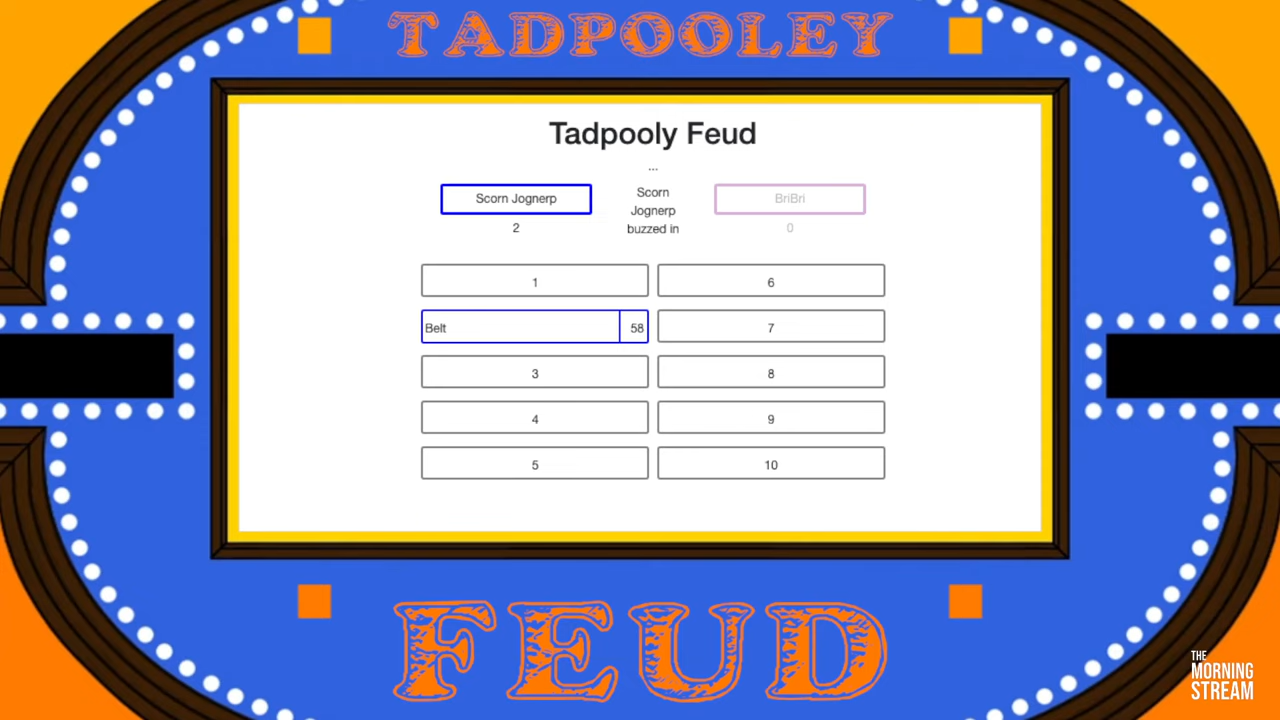 TADPOOLEY
Tadpooly Feud
...
Scorn Jognerp
2
Scorn
Jognerp
buzzed in
BriBri
0
1
6
Belt 58
7
3
8
4
9
5
10
FEUD
THE
MORNING
STREAM